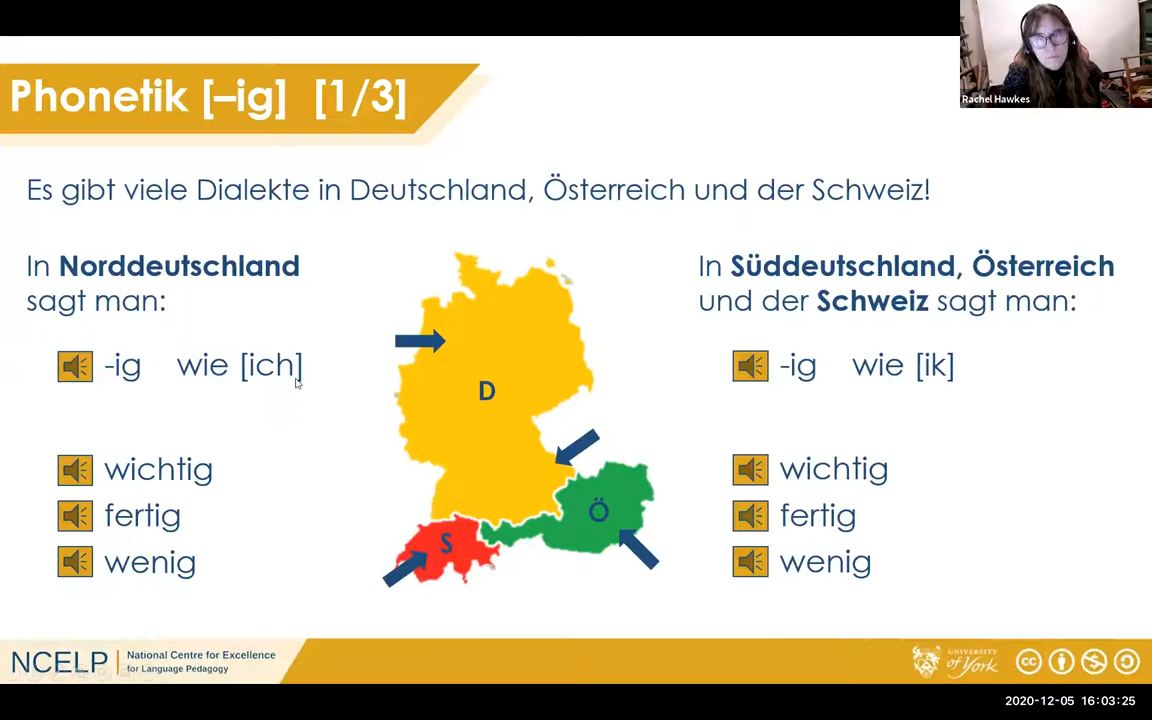 Rachel Hawkes
Phonetik [–ig] [1/3]
Es gibt viele Dialekte in Deutschland, Österreich und der Schweiz!
In Norddeutschland
sagt man:
-ig wie [ich]
wichtig
fertig
wenig
D
Ö
S
In Süddeutschland, Österreich
und der Schweiz sagt man:
-ig wie [ik]
wichtig
fertig
wenig
NCELP
National Centre for Excellence
for Language Pedagogy
UNIVERSITY
of York
cc
2020-12-05 16:03:25